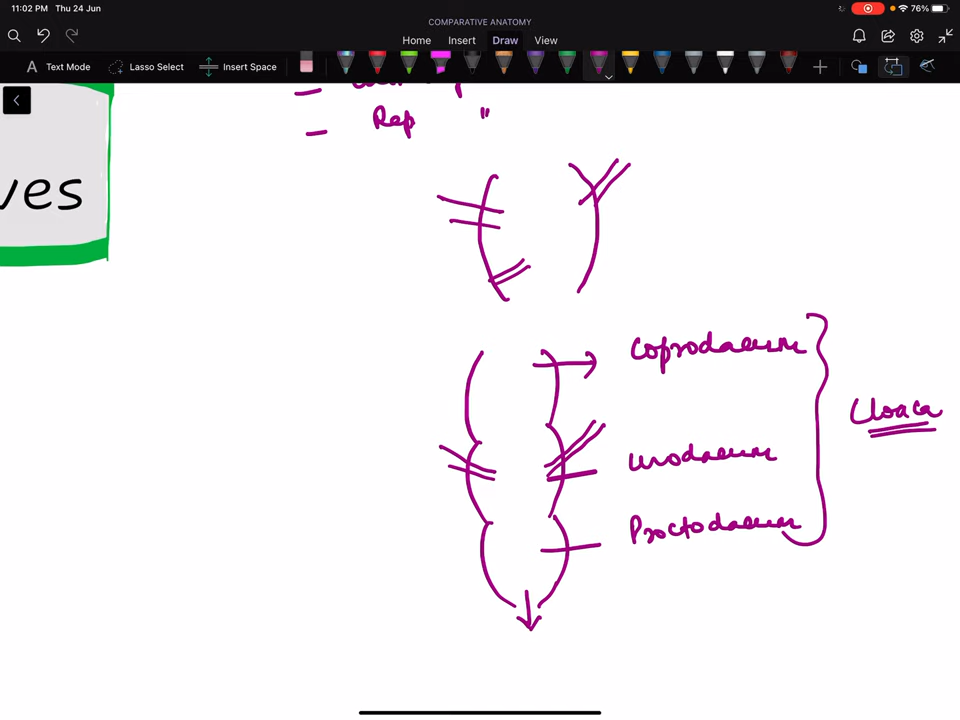 11:02 PM Thu 24 Jun
76%
COMPARATIVE ANATOMY
Home Insert Draw View
Text Mode Lasso Select Insert Space
Rep "
ves
Coprodaeum
Urodaeum
Proctodaeum
Cloaca